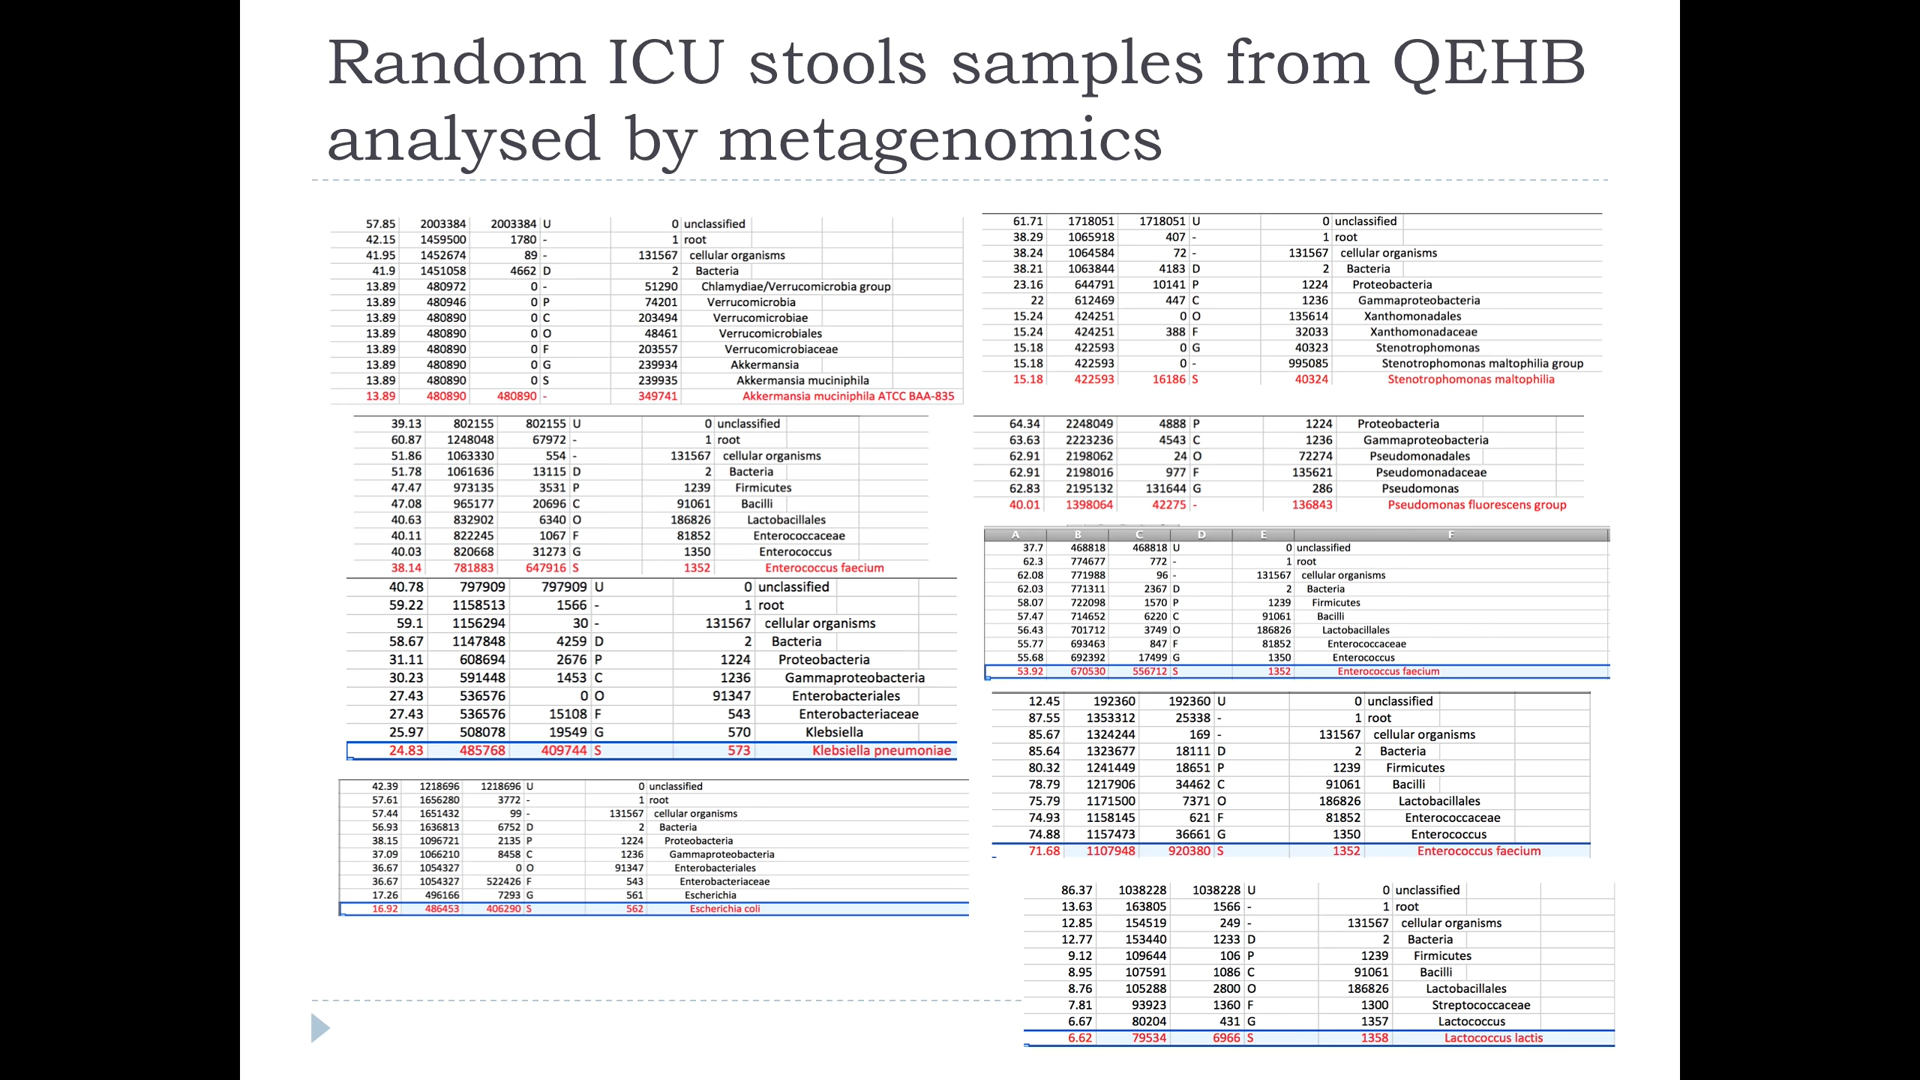 Random ICU stools samples from QEHB
analysed by metagenomics
57.85 2003384 2003384 U 0 unclassified
42.15 1459500 1780 - 1 root
41.95 1452674 89 - 131567 cellular organisms
41.9 1451058 4662 D 2 Bacteria
13.89 480972 0 - 51290 Chlamydiae/Verrucomicrobia group
13.89 480946 0 P 74201 Verrucomicrobia
13.89 480890 0 C 203494 Verrucomicrobiae
13.89 480890 0 O 48461 Verrucomicrobiales
13.89 480890 0 F 203557 Verrucomicrobiaceae
13.89 480890 0 G 239934 Akkermansia
13.89 480890 0 S 239935 Akkermansia muciniphila
13.89 480890 480890 - 349741 Akkermansia muciniphila ATCC BAA-835
39.13 802155 802155 U 0 unclassified
60.87 1248048 67972 - 1 root
51.86 1063330 554 - 131567 cellular organisms
51.78 1061636 13115 D 2 Bacteria
47.47 973135 3531 P 1239 Firmicutes
47.08 965177 20696 C 91061 Bacilli
40.63 832902 6340 O 186826 Lactobacillales
40.11 822245 1067 F 81852 Enterococcaceae
40.03 820668 31273 G 1350 Enterococcus
38.14 781883 647916 S 1352 Enterococcus faecium
40.78 797909 797909 U 0 unclassified
59.22 1158513 1566 - 1 root
59.1 1156294 30 - 131567 cellular organisms
58.67 1147848 4259 D 2 Bacteria
31.11 608694 2676 P 1224 Proteobacteria
30.23 591448 1453 C 1236 Gammaproteobacteria
27.43 536576 0 O 91347 Enterobacteriales
27.43 536576 15108 F 543 Enterobacteriaceae
25.97 508078 19549 G 570 Klebsiella
24.83 485768 409744 S 573 Klebsiella pneumoniae
42.39 1218696 1218696 U 0 unclassified
57.61 1656280 3772 - 1 root
57.44 1651432 99 - 131567 cellular organisms
56.93 1636813 6752 D 2 Bacteria
38.15 1096721 2135 P 1224 Proteobacteria
37.09 1066210 8458 C 1236 Gammaproteobacteria
36.67 1054327 0 O 91347 Enterobacteriales
36.67 1054327 522426 F 543 Enterobacteriaceae
17.26 496166 7293 G 561 Escherichia
16.92 486453 406290 S 562 Escherichia coli
61.71 1718051 1718051 U 0 unclassified
38.29 1065918 407 - 1 root
38.24 1064584 72 - 131567 cellular organisms
38.21 1063844 4183 D 2 Bacteria
23.16 644791 10141 P 1224 Proteobacteria
22 612469 447 C 1236 Gammaproteobacteria
15.24 424251 0 O 135614 Xanthomonadales
15.24 424251 388 F 32033 Xanthomonadaceae
15.18 422593 0 G 40323 Stenotrophomonas
15.18 422593 0 - 995085 Stenotrophomonas maltophilia group
15.18 422593 16186 S 40324 Stenotrophomonas maltophilia
64.34 2248049 4888 P 1224 Proteobacteria
63.63 2223236 4543 C 1236 Gammaproteobacteria
62.91 2198062 24 O 72274 Pseudomonadales
62.91 2198016 977 F 135621 Pseudomonadaceae
62.83 2195132 131644 G 286 Pseudomonas
40.01 1398064 42275 - 136843 Pseudomonas fluorescens group
A B C D E F
37.7 468818 468818 U 0 unclassified
62.3 774677 772 - 1 root
62.08 771988 96 - 131567 cellular organisms
62.03 771311 2367 D 2 Bacteria
58.07 722098 1570 P 1239 Firmicutes
57.47 714652 6220 C 91061 Bacilli
56.43 701712 3749 O 186826 Lactobacillales
55.77 693463 847 F 81852 Enterococcaceae
55.68 692392 17499 G 1350 Enterococcus
53.92 670530 556712 S 1352 Enterococcus faecium
12.45 192360 192360 U 0 unclassified
87.55 1353312 25338 - 1 root
85.67 1324244 169 - 131567 cellular organisms
85.64 1323677 18111 D 2 Bacteria
80.32 1241449 18651 P 1239 Firmicutes
78.79 1217906 34462 C 91061 Bacilli
75.79 1171500 7371 O 186826 Lactobacillales
74.93 1158145 621 F 81852 Enterococcaceae
74.88 1157473 36661 G 1350 Enterococcus
71.68 1107948 920380 S 1352 Enterococcus faecium
86.37 1038228 1038228 U 0 unclassified
13.63 163805 1566 - 1 root
12.85 154519 249 - 131567 cellular organisms
12.77 153440 1233 D 2 Bacteria
9.12 109644 106 P 1239 Firmicutes
8.95 107591 1086 C 91061 Bacilli
8.76 105288 2800 O 186826 Lactobacillales
7.81 93923 1360 F 1300 Streptococcaceae
6.67 80204 431 G 1357 Lactococcus
6.62 79534 6966 S 1358 Lactococcus lactis